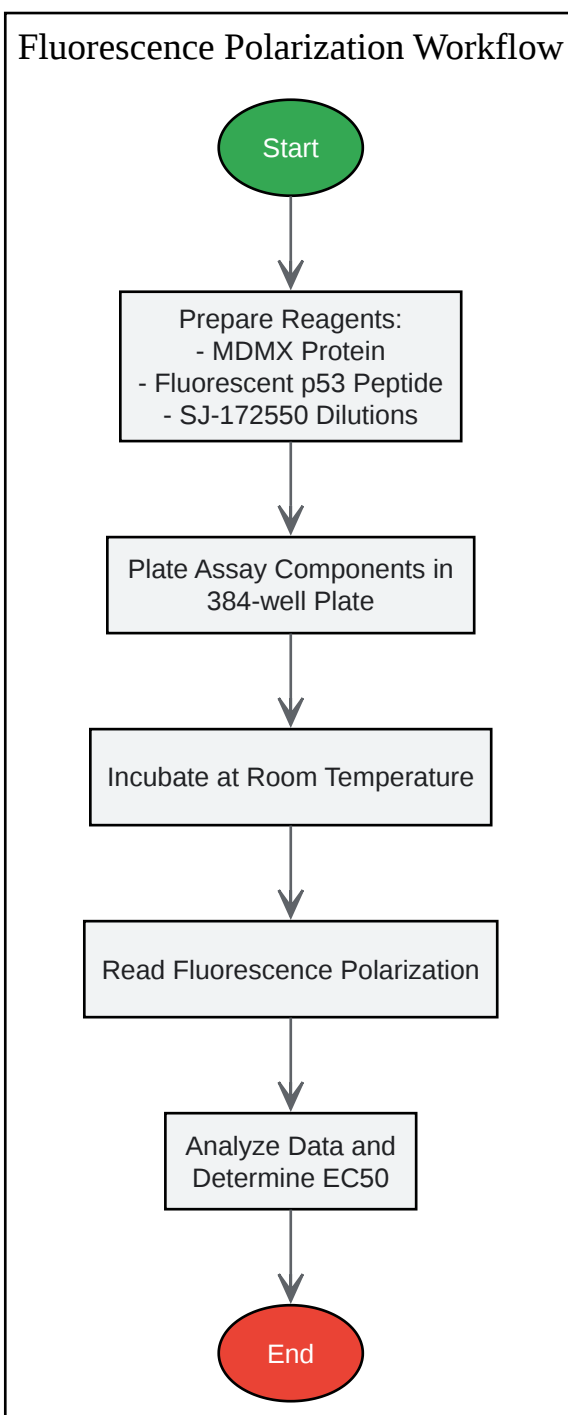 Fluorescence Polarization Workflow
Start
Prepare Reagents:
- MDMX Protein
- Fluorescent p53 Peptide
- SJ-172550 Dilutions
Plate Assay Components in
384-well Plate
Incubate at Room Temperature
Read Fluorescence Polarization
Analyze Data and
Determine EC50
End